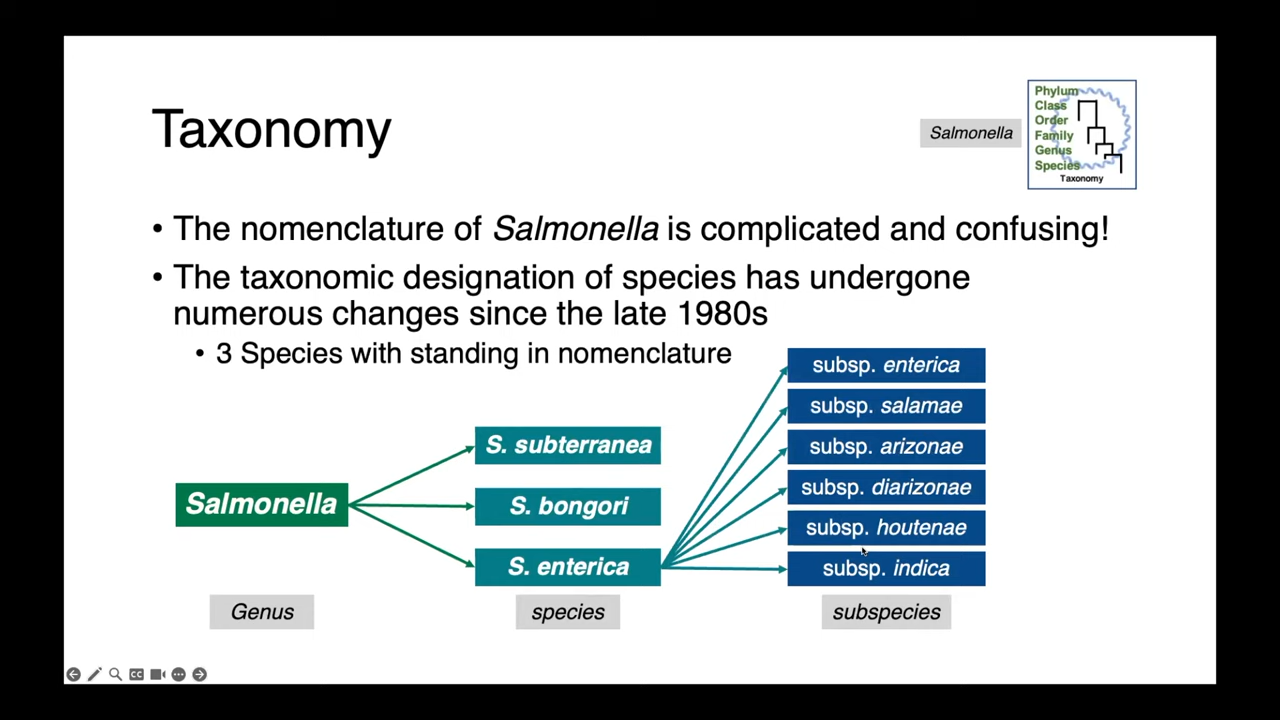 Taxonomy
Salmonella
Phylum
Class
Order
Family
Genus
Species
Taxonomy
• The nomenclature of Salmonella is complicated and confusing!
• The taxonomic designation of species has undergone
numerous changes since the late 1980s
• 3 Species with standing in nomenclature
Salmonella
S. subterranea
S. bongori
S. enterica
subsp. enterica
subsp. salamae
subsp. arizonae
subsp. diarizonae
subsp. houtenae
subsp. indica
Genus
species
subspecies
CC